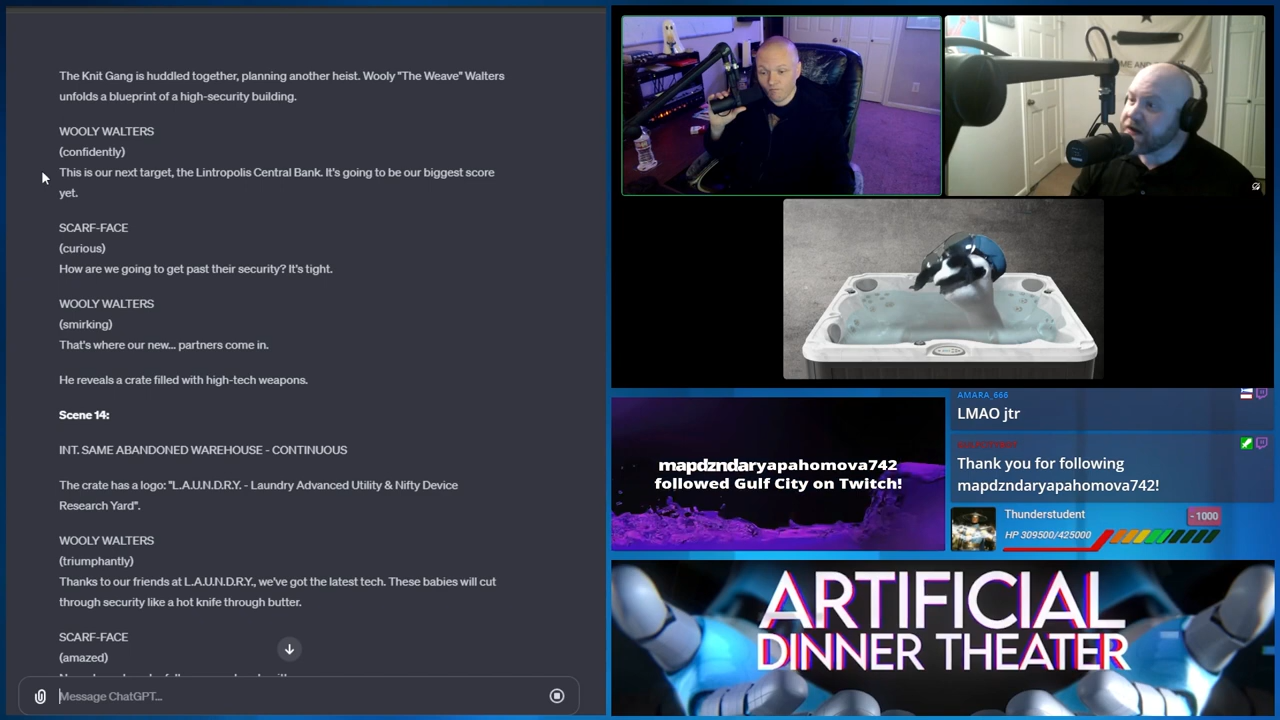 The Knit Gang is huddled together, planning another heist. Wooly "The Weave" Walters
unfolds a blueprint of a high-security building.
WOOLY WALTERS
(confidently)
This is our next target, the Lintropolis Central Bank. It's going to be our biggest score
yet.
SCARF-FACE
(curious)
How are we going to get past their security? It's tight.
WOOLY WALTERS
(smirking)
That's where our new... partners come in.
He reveals a crate filled with high-tech weapons.
Scene 14:
INT. SAME ABANDONED WAREHOUSE - CONTINUOUS
The crate has a logo: "L.A.U.N.D.R.Y. - Laundry Advanced Utility & Nifty Device
Research Yard".
WOOLY WALTERS
(triumphantly)
Thanks to our friends at L.A.U.N.D.R.Y., we've got the latest tech. These babies will cut
through security like a hot knife through butter.
SCARF-FACE
(amazed)
Message ChatGPT...
mapdzndaryapahomova742
followed Gulf City on Twitch!
AMARA_666
LMAO jtr
Thank you for following
mapdzndaryapahomova742!
Thunderstudent
-1000
HP 309500/425000
ARTIFICIAL
DINNER THEATER